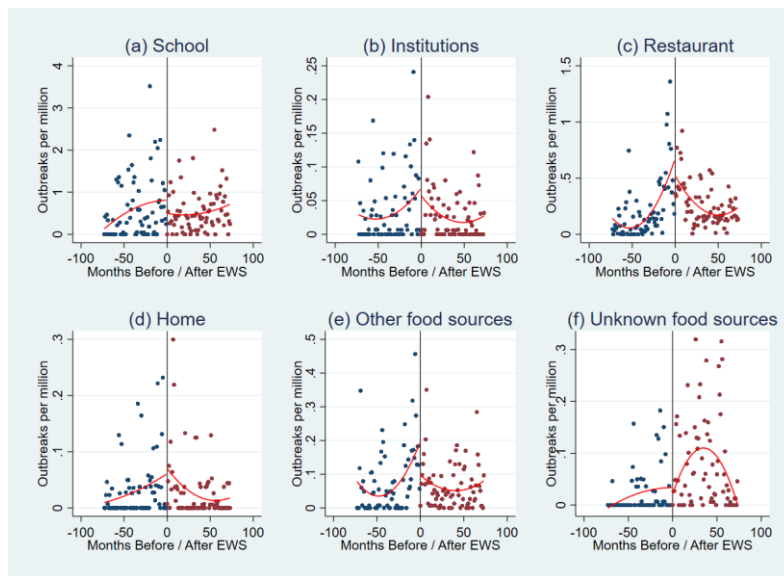 (a) School
Outbreaks per million
4
3
2
1
0
-100 -50 0 50 100
Months Before / After EWS
(b) Institutions
Outbreaks per million
.25
.2
.15
.1
.05
0
-100 -50 0 50 100
Months Before / After EWS
(c) Restaurant
Outbreaks per million
1.5
1
.5
0
-100 -50 0 50 100
Months Before / After EWS
(d) Home
Outbreaks per million
.3
.2
.1
0
-100 -50 0 50 100
Months Before / After EWS
(e) Other food sources
Outbreaks per million
.5
.4
.3
.2
.1
0
-100 -50 0 50 100
Months Before / After EWS
(f) Unknown food sources
Outbreaks per million
.3
.2
.1
0
-100 -50 0 50 100
Months Before / After EWS